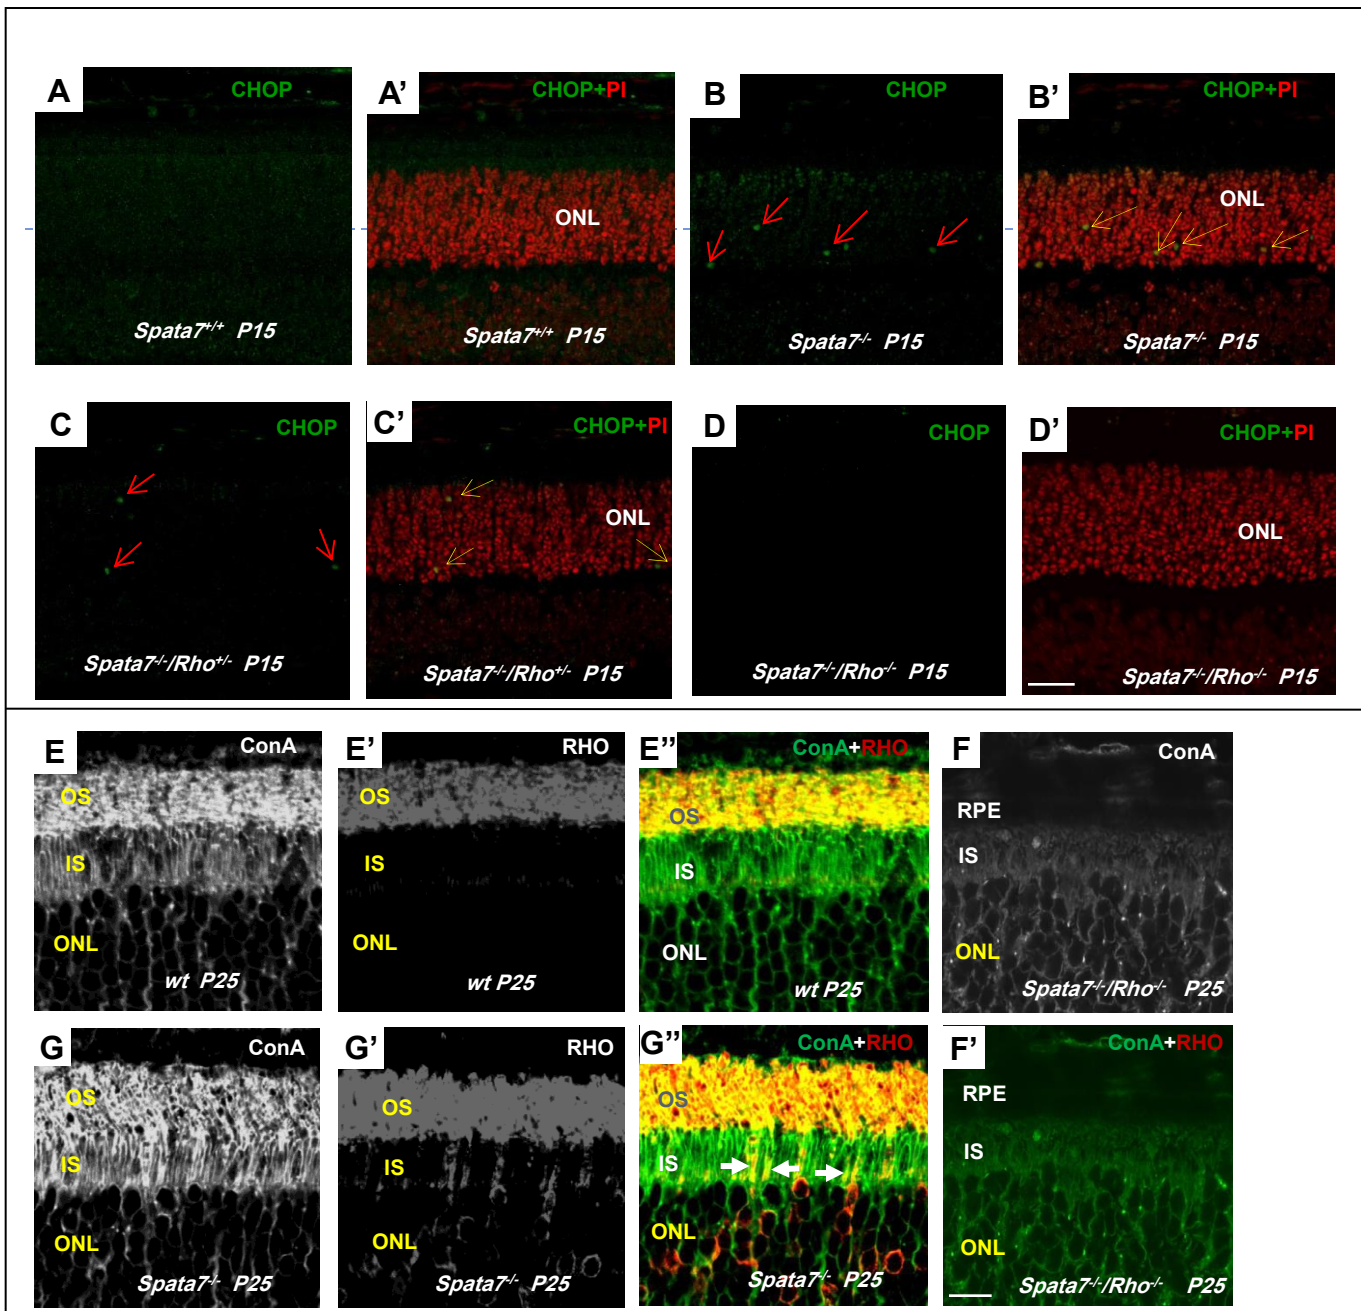 A CHOP
A’ CHOP+PI
B CHOP
B’ CHOP+PI
ONL
ONL
Spata7+/+ P15
Spata7+/+ P15
Spata7-/- P15
Spata7-/- P15
C CHOP
C’ CHOP+PI
D CHOP
D’ CHOP+PI
ONL
ONL
Spata7-/-/Rho+/- P15
Spata7-/-/Rho+/- P15
Spata7-/-/Rho-/- P15
Spata7-/-/Rho-/- P15
E ConA
OS
IS
ONL
wt P25
E’ RHO
OS
IS
ONL
wt P25
E’’ ConA+RHO
OS
IS
ONL
wt P25
F ConA
RPE
IS
ONL
Spata7-/-/Rho-/- P25
G ConA
OS
IS
ONL
Spata7-/- P25
G’ RHO
OS
IS
ONL
Spata7-/- P25
G’’ ConA+RHO
OS
IS
ONL
Spata7-/- P25
F’ ConA+RHO
RPE
IS
ONL
Spata7-/-/Rho-/- P25